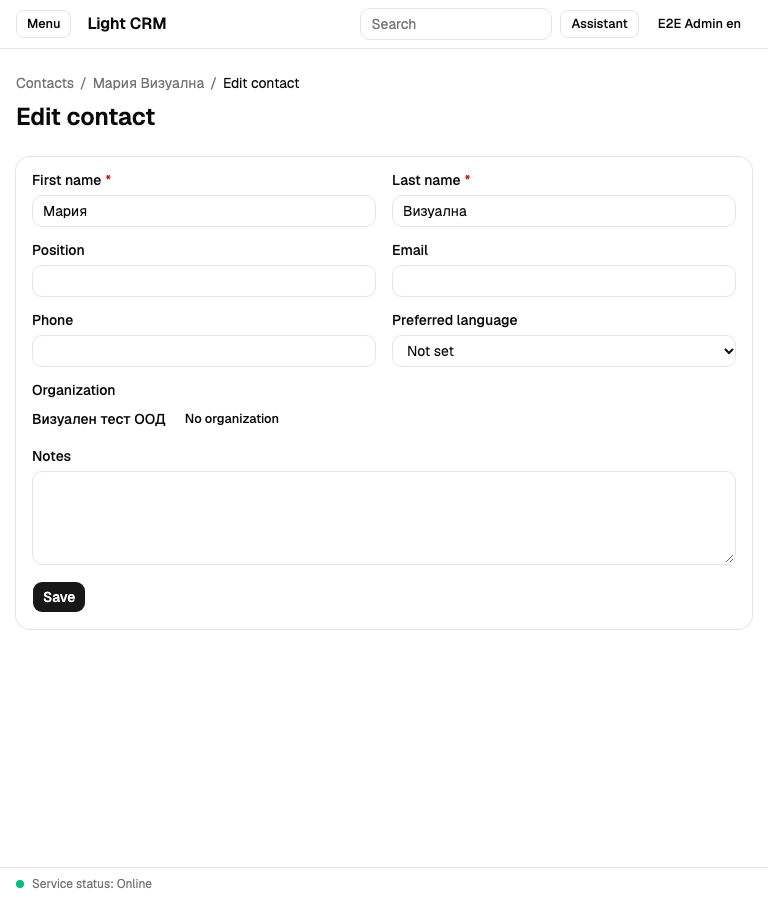 Menu Light CRM Search Assistant E2E Admin en
Contacts / Мария Визуална / Edit contact
Edit contact
First name * Last name *
Мария Визуална
Position Email
Phone Preferred language
Not set
Organization
Визуален тест ООД No organization
Notes
Save
Service status: Online